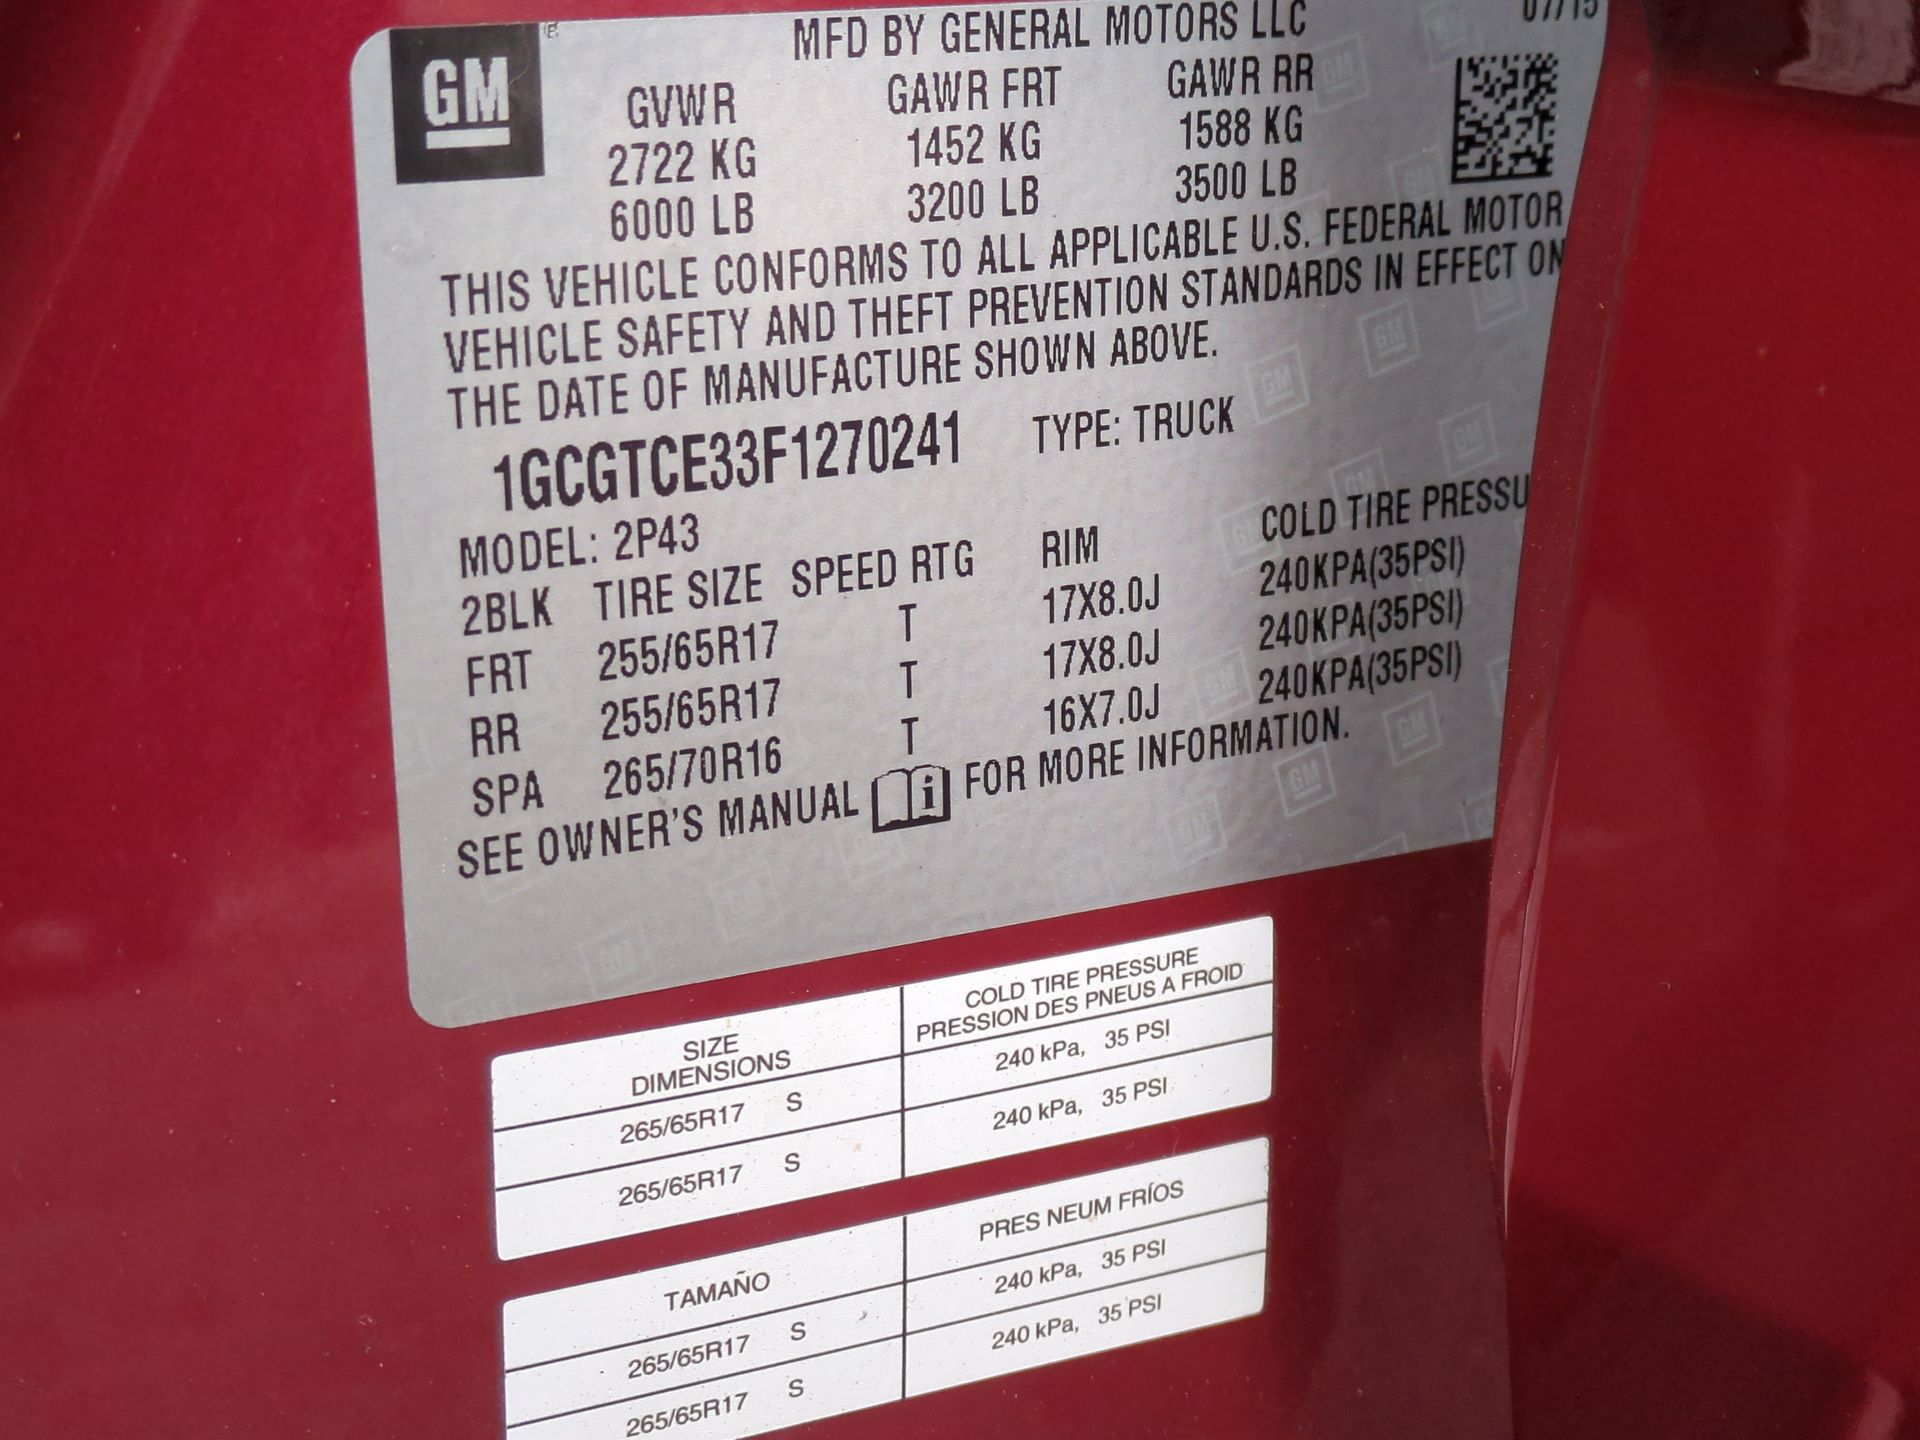 GM
MFD BY GENERAL MOTORS LLC 07/15
GVWR GAWR FRT GAWR RR
2722 KG 1452 KG 1588 KG
6000 LB 3200 LB 3500 LB
THIS VEHICLE CONFORMS TO ALL APPLICABLE U.S. FEDERAL MOTOR
VEHICLE SAFETY AND THEFT PREVENTION STANDARDS IN EFFECT ON
THE DATE OF MANUFACTURE SHOWN ABOVE.
1GCGTCE33F1270241 TYPE: TRUCK
MODEL: 2P43
2BLK TIRE SIZE SPEED RTG RIM COLD TIRE PRESSU
FRT 255/65R17 T 17X8.0J 240KPA(35PSI)
RR 255/65R17 T 17X8.0J 240KPA(35PSI)
SPA 265/70R16 T 16X7.0J 240KPA(35PSI)
SEE OWNER'S MANUAL i FOR MORE INFORMATION.
SIZE COLD TIRE PRESSURE
DIMENSIONS PRESSION DES PNEUS A FROID
265/65R17 S 240 kPa, 35 PSI
265/65R17 S 240 kPa, 35 PSI
TAMAÑO PRES NEUM FRÍOS
265/65R17 S 240 kPa, 35 PSI
265/65R17 S 240 kPa, 35 PSI